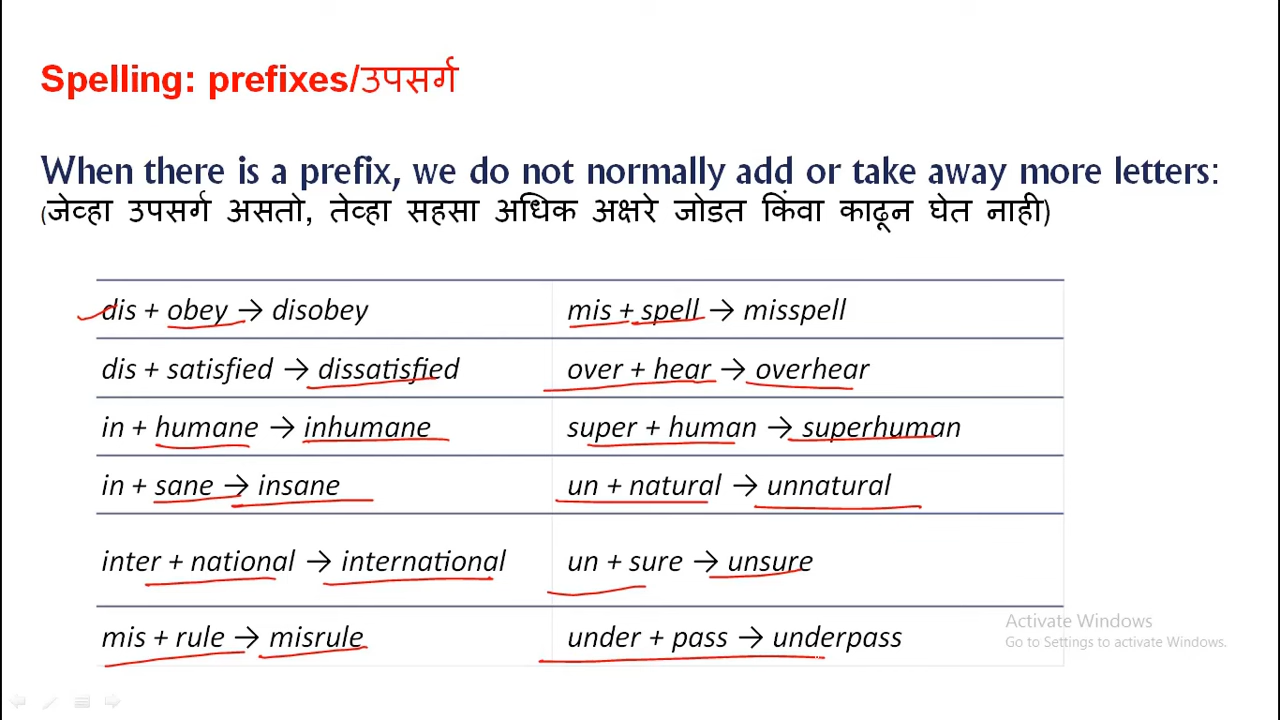 Spelling: prefixes/उपसर्ग
When there is a prefix, we do not normally add or take away more letters:
(जेव्हा उपसर्ग असतो, तेव्हा सहसा अधिक अक्षरे जोडत किंवा काढून घेत नाही)
dis + obey → disobey mis + spell → misspell
dis + satisfied → dissatisfied over + hear → overhear
in + humane → inhumane super + human → superhuman
in + sane → insane un + natural → unnatural
inter + national → international un + sure → unsure
mis + rule → misrule under + pass → underpass
Activate Windows
Go to Settings to activate Windows.